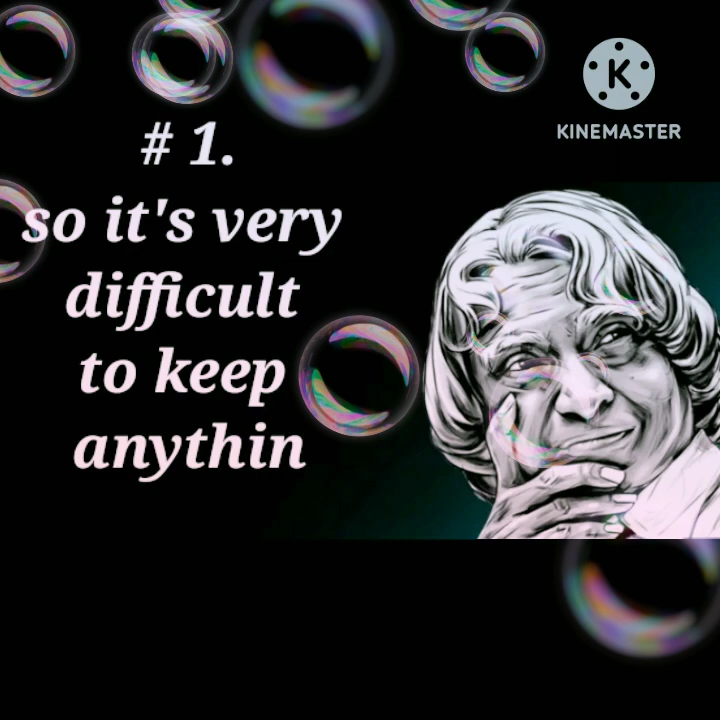 K
KINEMASTER
# 1.
so it's very
difficult
to keep
anythin